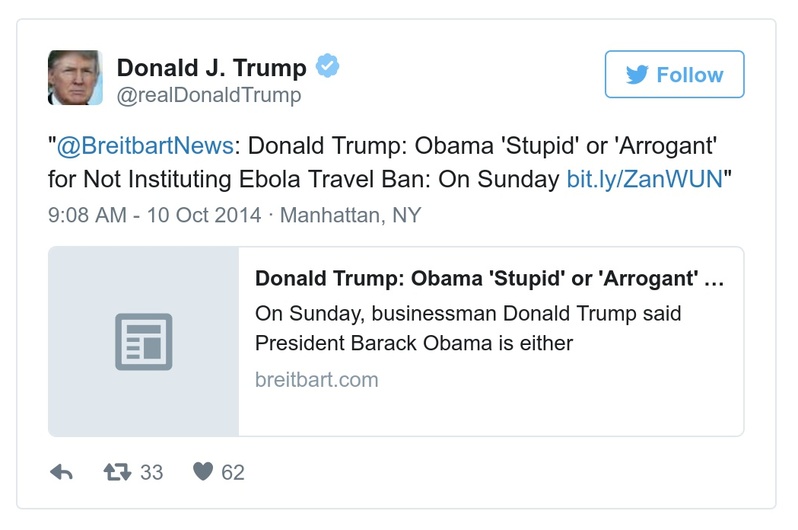 Donald J. Trump
@realDonaldTrump
Follow
"@BreitbartNews: Donald Trump: Obama 'Stupid' or 'Arrogant'
for Not Instituting Ebola Travel Ban: On Sunday bit.ly/ZanWUN"
9:08 AM - 10 Oct 2014 · Manhattan, NY
Donald Trump: Obama 'Stupid' or 'Arrogant' …
On Sunday, businessman Donald Trump said
President Barack Obama is either
breitbart.com
33 62